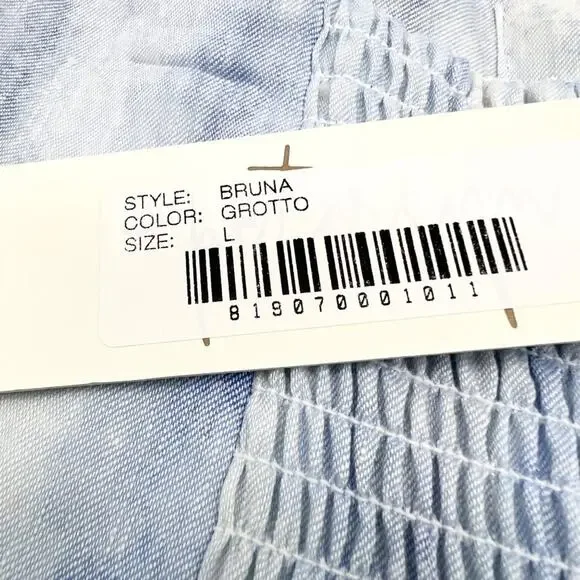 STYLE: BRUNA
COLOR: GROTTO
SIZE: L
819070001011